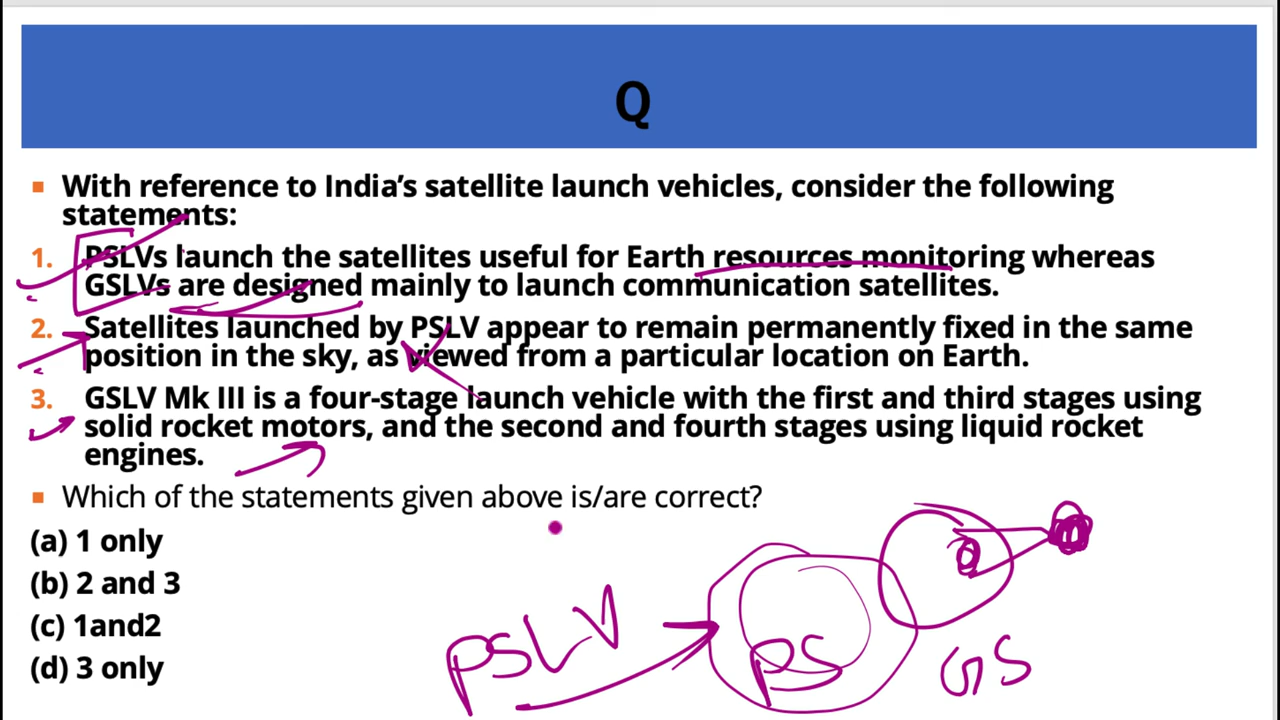 Q
▪ With reference to India’s satellite launch vehicles, consider the following
statements:
1. PSLVs launch the satellites useful for Earth resources monitoring whereas
GSLVs are designed mainly to launch communication satellites.
2. Satellites launched by PSLV appear to remain permanently fixed in the same
position in the sky, as viewed from a particular location on Earth.
3. GSLV Mk III is a four-stage launch vehicle with the first and third stages using
solid rocket motors, and the second and fourth stages using liquid rocket
engines.
▪ Which of the statements given above is/are correct?
(a) 1 only
(b) 2 and 3
(c) 1and2
(d) 3 only
PSLV
PS
GS